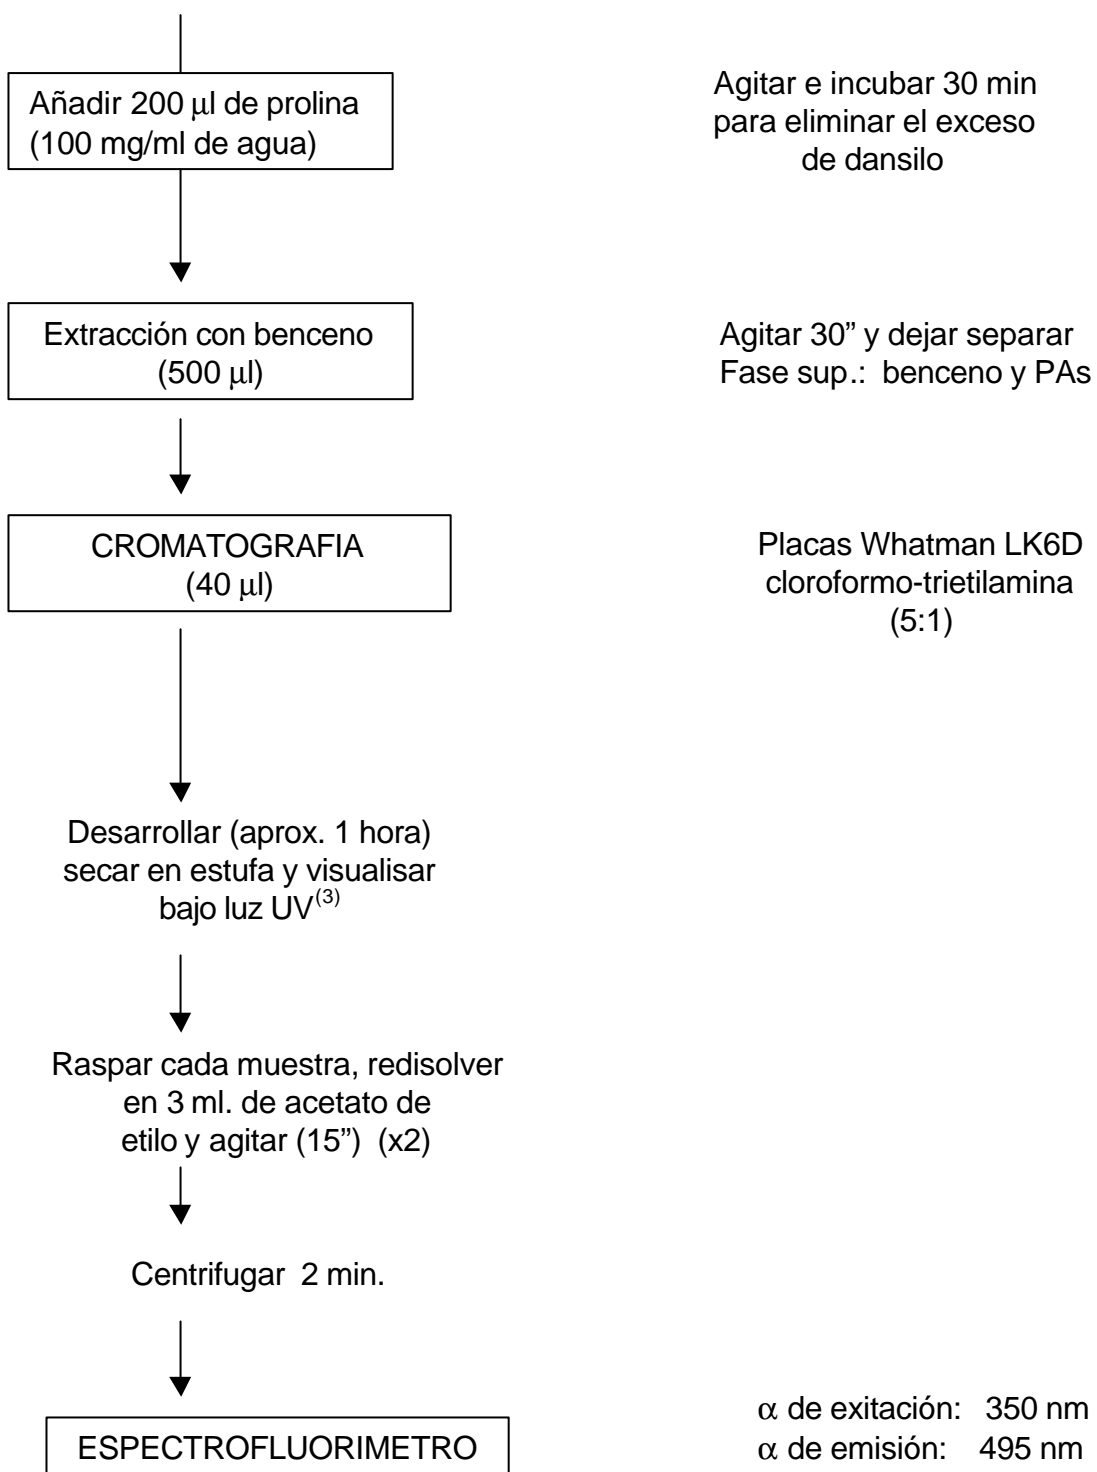 Añadir 200 μl de prolina
(100 mg/ml de agua)
Agitar e incubar 30 min
para eliminar el exceso
de dansilo
Extracción con benceno
(500 μl)
Agitar 30” y dejar separar
Fase sup.: benceno y PAs
CROMATOGRAFIA
(40 μl)
Placas Whatman LK6D
cloroformo-trietilamina
(5:1)
Desarrollar (aprox. 1 hora)
secar en estufa y visualisar
bajo luz UV(3)
Raspar cada muestra, redisolver
en 3 ml. de acetato de
etilo y agitar (15”) (x2)
Centrifugar 2 min.
ESPECTROFLUORIMETRO
α de exitación: 350 nm
α de emisión: 495 nm